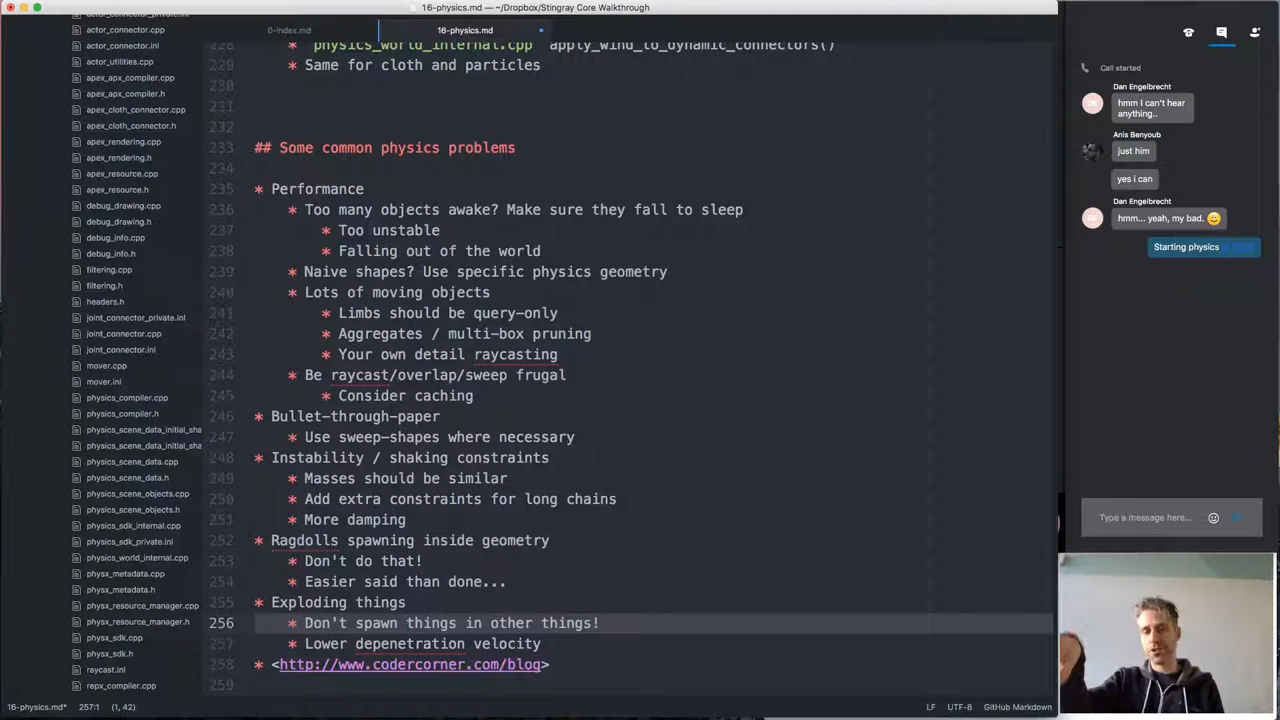 16-physics.md — ~/Dropbox/Stingray Core Walkthrough
0-index.md
16-physics.md
actor_connector.cpp
actor_connector.inl
actor_utilities.cpp
apex_apx_compiler.cpp
apex_apx_compiler.h
apex_cloth_connector.cpp
apex_cloth_connector.h
apex_rendering.cpp
apex_rendering.h
apex_resource.cpp
apex_resource.h
debug_drawing.cpp
debug_drawing.h
debug_info.cpp
debug_info.h
filtering.cpp
filtering.h
headers.h
joint_connector_private.inl
joint_connector.cpp
joint_connector.inl
mover.cpp
mover.inl
physics_compiler.cpp
physics_compiler.h
physics_scene_data_initial_sha
physics_scene_data_initial_sha
physics_scene_data.cpp
physics_scene_data.h
physics_scene_objects.cpp
physics_scene_objects.h
physics_sdk_internal.cpp
physics_sdk_private.inl
physics_world_internal.cpp
physx_metadata.cpp
physx_metadata.h
physx_resource_manager.cpp
physx_resource_manager.h
physx_sdk.cpp
physx_sdk.h
raycast.inl
repx_compiler.cpp
228 * `physics_world_internal.cpp` `apply_wind_to_dynamic_connectors()`
229 * Same for cloth and particles
230
231
232
233 ## Some common physics problems
234
235 * Performance
236 * Too many objects awake? Make sure they fall to sleep
237 * Too unstable
238 * Falling out of the world
239 * Naive shapes? Use specific physics geometry
240 * Lots of moving objects
241 * Limbs should be query-only
242 * Aggregates / multi-box pruning
243 * Your own detail raycasting
244 * Be raycast/overlap/sweep frugal
245 * Consider caching
246 * Bullet-through-paper
247 * Use sweep-shapes where necessary
248 * Instability / shaking constraints
249 * Masses should be similar
250 * Add extra constraints for long chains
251 * More damping
252 * Ragdolls spawning inside geometry
253 * Don't do that!
254 * Easier said than done...
255 * Exploding things
256 * Don't spawn things in other things!
257 * Lower depenetration velocity
258 * <http://www.codercorner.com/blog>
259
16-physics.md* 257:1 (1, 42)
LF UTF-8 GitHub Markdown
Call started
Dan Engelbrecht
hmm I can't hear
anything..
Anis Benyoub
just him
yes i can
Dan Engelbrecht
hmm... yeah, my bad.
Starting physics
Type a message here...